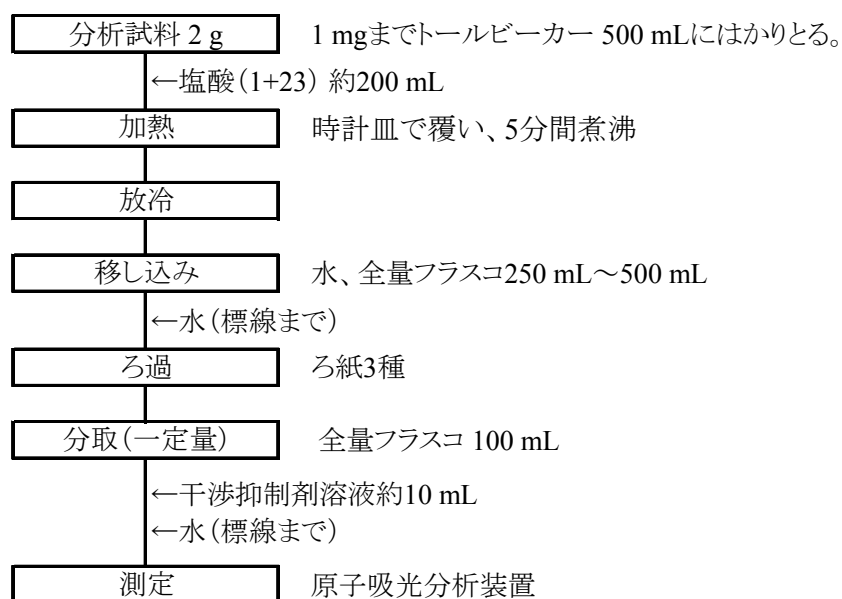 分析試料 2 g 1 mgまでトールビーカー 500 mLにはかりとる。
←塩酸(1+23) 約200 mL
加熱 時計皿で覆い、5分間煮沸
放冷
移し込み 水、全量フラスコ250 mL～500 mL
←水(標線まで)
ろ過 ろ紙3種
分取(一定量) 全量フラスコ 100 mL
←干渉抑制剤溶液約10 mL
←水(標線まで)
測定 原子吸光分析装置